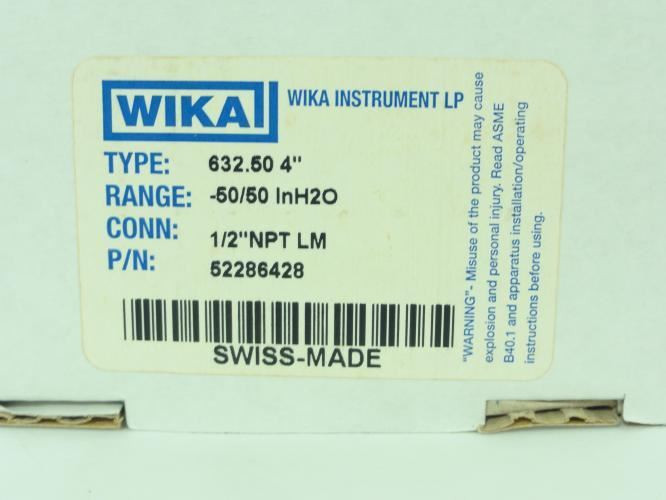 WIKA
WIKA INSTRUMENT LP
TYPE: 632.50 4"
RANGE: -50/50 InH2O
CONN: 1/2"NPT LM
P/N: 52286428
SWISS-MADE
"WARNING"- Misuse of the product may cause
explosion and personal injury. Read ASME
B40.1 and apparatus installation/operating
instructions before using.